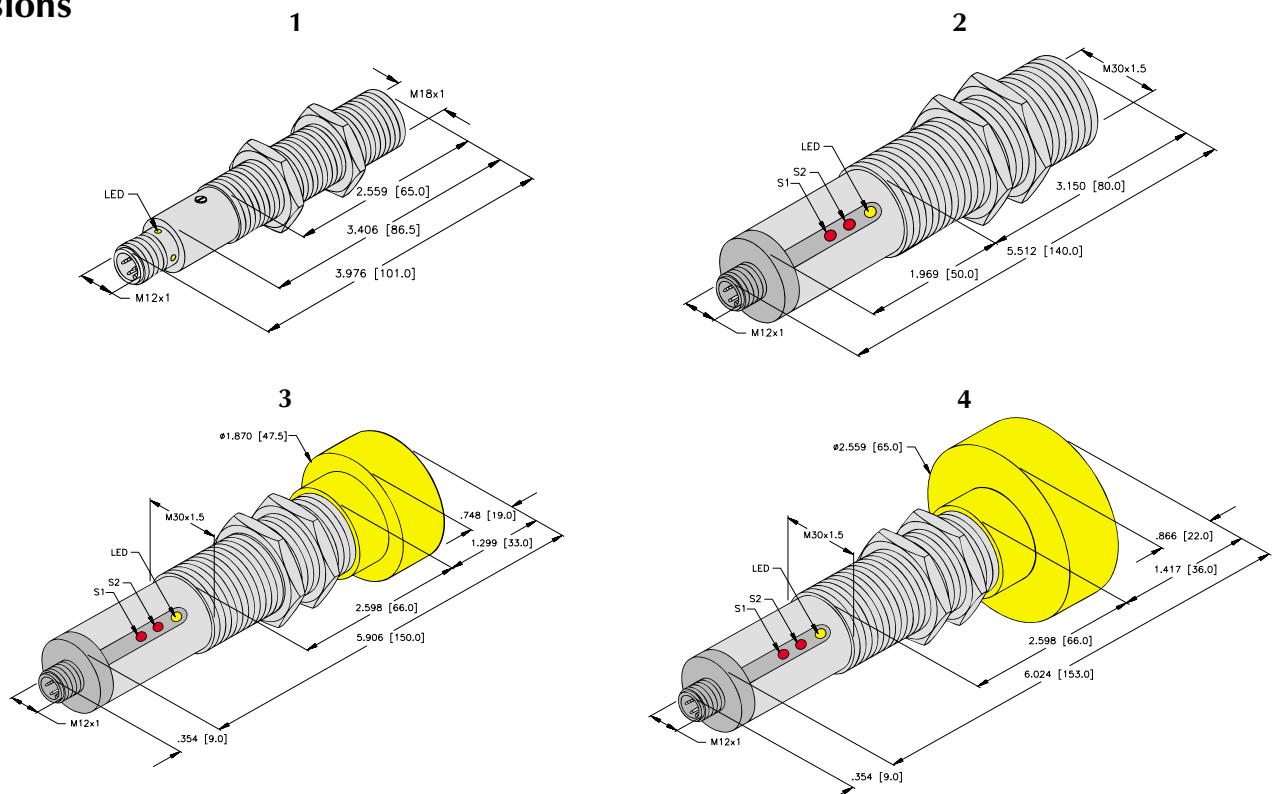 sions
1
M18x1
LED
2.559 [65.0]
3.406 [86.5]
3.976 [101.0]
M12x1
2
M30x1.5
LED
S2
S1
3.150 [80.0]
5.512 [140.0]
1.969 [50.0]
M12x1
3
ø1.870 [47.5]
M30x1.5
.748 [19.0]
1.299 [33.0]
LED
S2
S1
2.598 [66.0]
5.906 [150.0]
M12x1
.354 [9.0]
4
ø2.559 [65.0]
M30x1.5
.866 [22.0]
1.417 [36.0]
LED
S2
S1
2.598 [66.0]
6.024 [153.0]
M12x1
.354 [9.0]